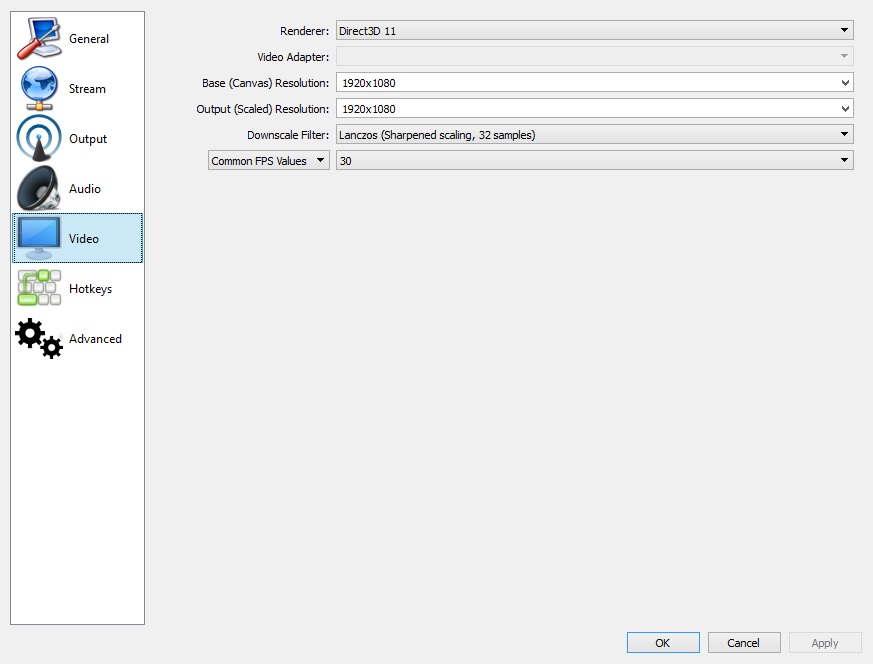 General
Stream
Output
Audio
Video
Hotkeys
Advanced
Renderer: Direct3D 11
Video Adapter:
Base (Canvas) Resolution: 1920x1080
Output (Scaled) Resolution: 1920x1080
Downscale Filter: Lanczos (Sharpened scaling, 32 samples)
Common FPS Values 30
OK Cancel Apply